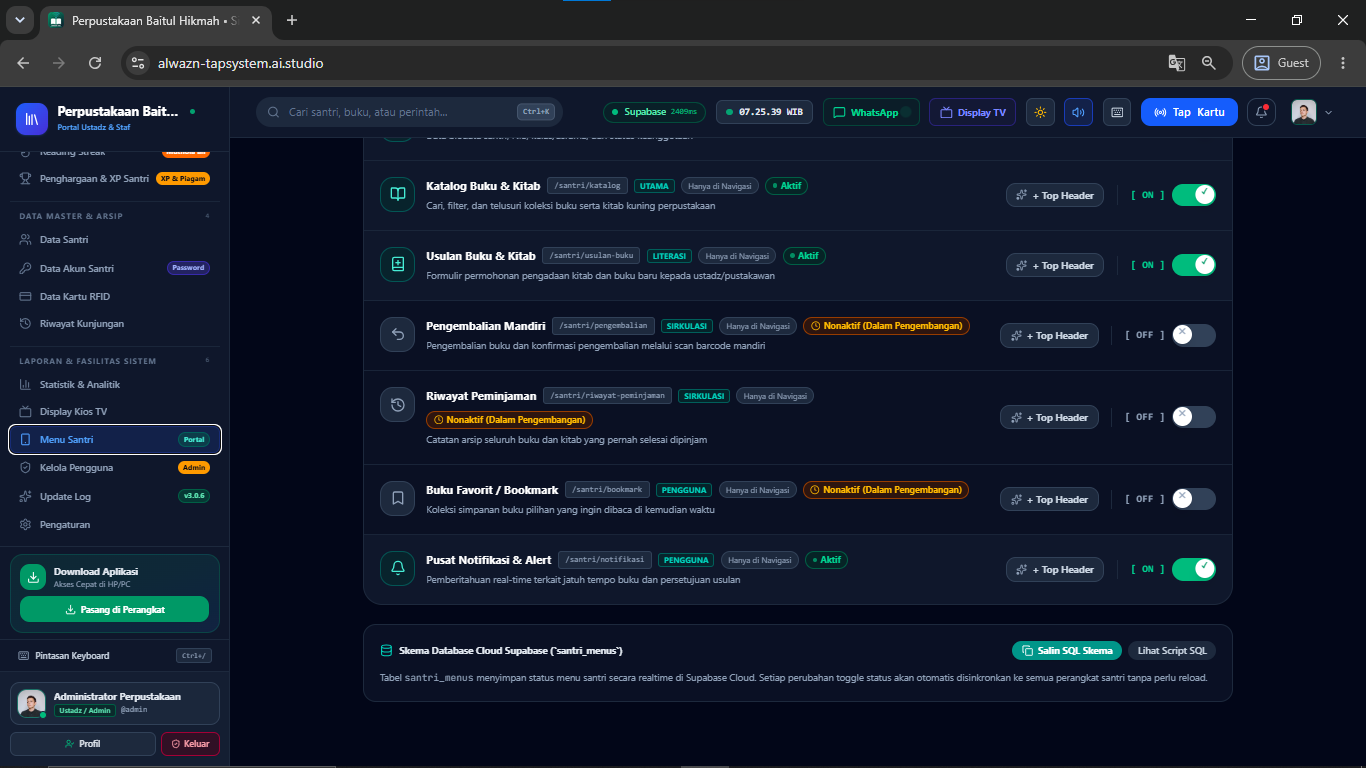 Perpustakaan Baitul Hikmah • S
alwazn-tapsystem.ai.studio
Guest
Perpustakaan Bait...
Portal Ustadz & Staf
Cari santri, buku, atau perintah...
Ctrl+K
Supabase 2409ms
07.25.39 WIB
WhatsApp
Display TV
Tap Kartu
Reading Streak
Penghargaan & XP Santri
XP & Piagam
DATA MASTER & ARSIP
4
Data Santri
Data Akun Santri
Password
Data Kartu RFID
Riwayat Kunjungan
LAPORAN & FASILITAS SISTEM
6
Statistik & Analitik
Display Kios TV
Menu Santri
Portal
Kelola Pengguna
Admin
Update Log
v3.0.6
Pengaturan
Download Aplikasi
Akses Cepat di HP/PC
Pasang di Perangkat
Pintasan Keyboard
Ctrl+/
Administrator Perpustakaan
Ustadz / Admin @admin
Profil
Keluar
Katalog Buku & Kitab /santri/katalog UTAMA Hanya di Navigasi Aktif
Cari, filter, dan telusuri koleksi buku serta kitab kuning perpustakaan
+ Top Header [ ON ]
Usulan Buku & Kitab /santri/usulan-buku LITERASI Hanya di Navigasi Aktif
Formulir permohonan pengadaan kitab dan buku baru kepada ustadz/pustakawan
+ Top Header [ ON ]
Pengembalian Mandiri /santri/pengembalian SIRKULASI Hanya di Navigasi Nonaktif (Dalam Pengembangan)
Pengembalian buku dan konfirmasi pengembalian melalui scan barcode mandiri
+ Top Header [ OFF ]
Riwayat Peminjaman /santri/riwayat-peminjaman SIRKULASI Hanya di Navigasi
Nonaktif (Dalam Pengembangan)
Catatan arsip seluruh buku dan kitab yang pernah selesai dipinjam
+ Top Header [ OFF ]
Buku Favorit / Bookmark /santri/bookmark PENGGUNA Hanya di Navigasi Nonaktif (Dalam Pengembangan)
Koleksi simpanan buku pilihan yang ingin dibaca di kemudian waktu
+ Top Header [ OFF ]
Pusat Notifikasi & Alert /santri/notifikasi PENGGUNA Hanya di Navigasi Aktif
Pemberitahuan real-time terkait jatuh tempo buku dan persetujuan usulan
+ Top Header [ ON ]
Skema Database Cloud Supabase (`santri_menus`)
Salin SQL Skema
Lihat Script SQL
Tabel santri_menus menyimpan status menu santri secara realtime di Supabase Cloud. Setiap perubahan toggle status akan otomatis disinkronkan ke semua perangkat santri tanpa perlu reload.